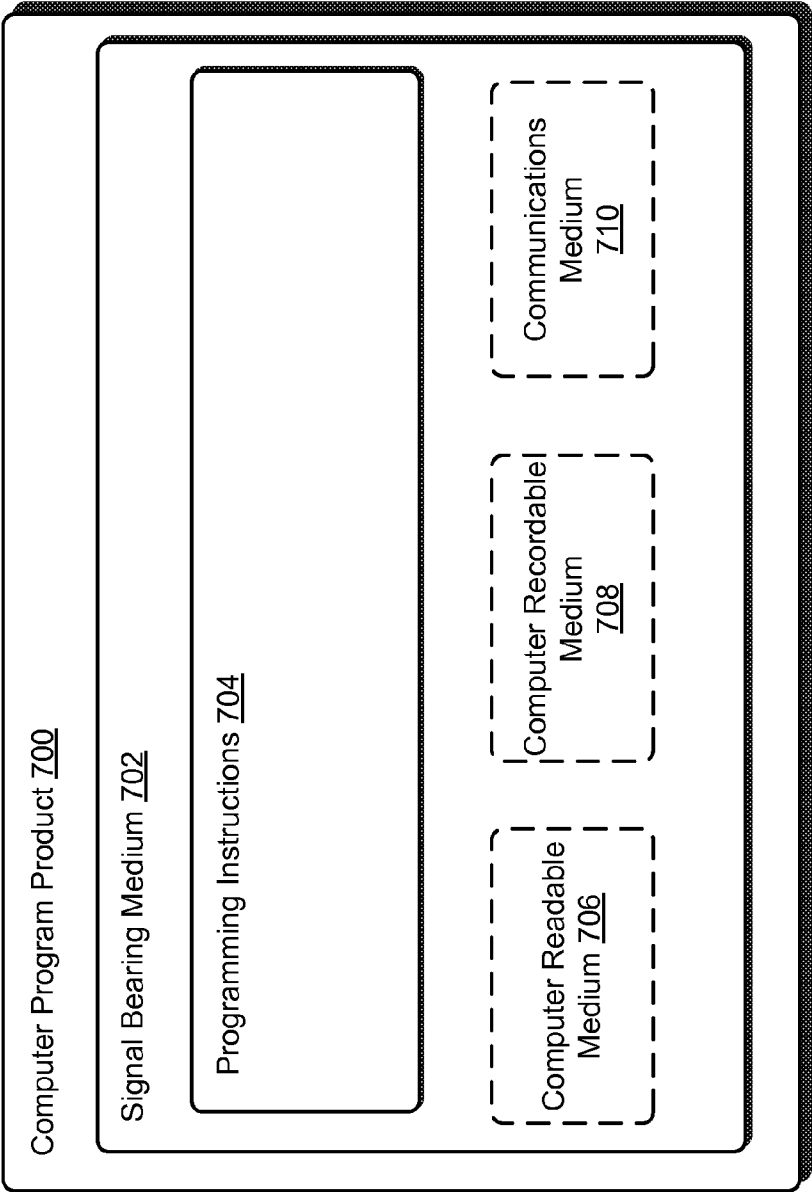 Computer Program Product 700
Signal Bearing Medium 702
Programming Instructions 704
Computer Readable
Medium 706
Computer Recordable
Medium
708
Communications
Medium
710